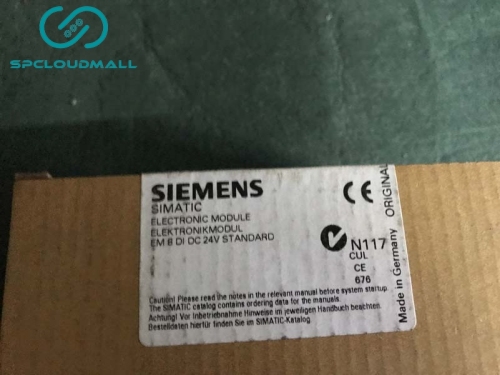 SPCLOUDMALL
SIEMENS
SIMATIC
ELECTRONIC MODULE
ELEKTRONIKMODUL
EM 8 DI DC 24V STANDARD
CE
N117
CUL
CE
676
Made in Germany
ORIGINAL
Caution! Please read the notes in the relevant manual before system startup.
The SIMATIC catalog contains ordering data for the manuals.
Achtung! Vor Inbetriebnahme Hinweise im jeweiligen Handbuch beachten.
Bestelldaten hierfür finden Sie im SIMATIC-Katalog.